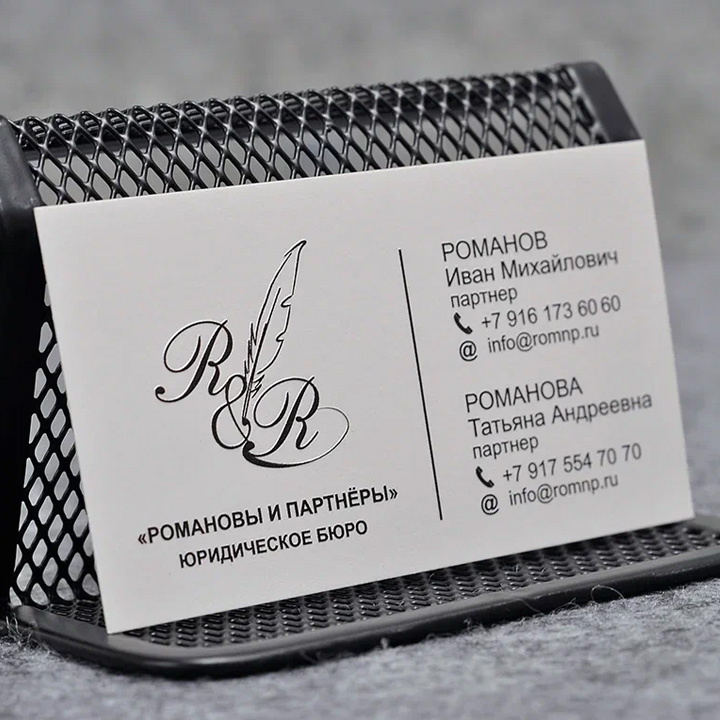 R&R
«РОМАНОВЫ И ПАРТНЁРЫ»
ЮРИДИЧЕСКОЕ БЮРО
РОМАНОВ
Иван Михайлович
партнер
+7 916 173 60 60
@ info@romnp.ru
РОМАНОВА
Татьяна Андреевна
партнер
+7 917 554 70 70
@ info@romnp.ru